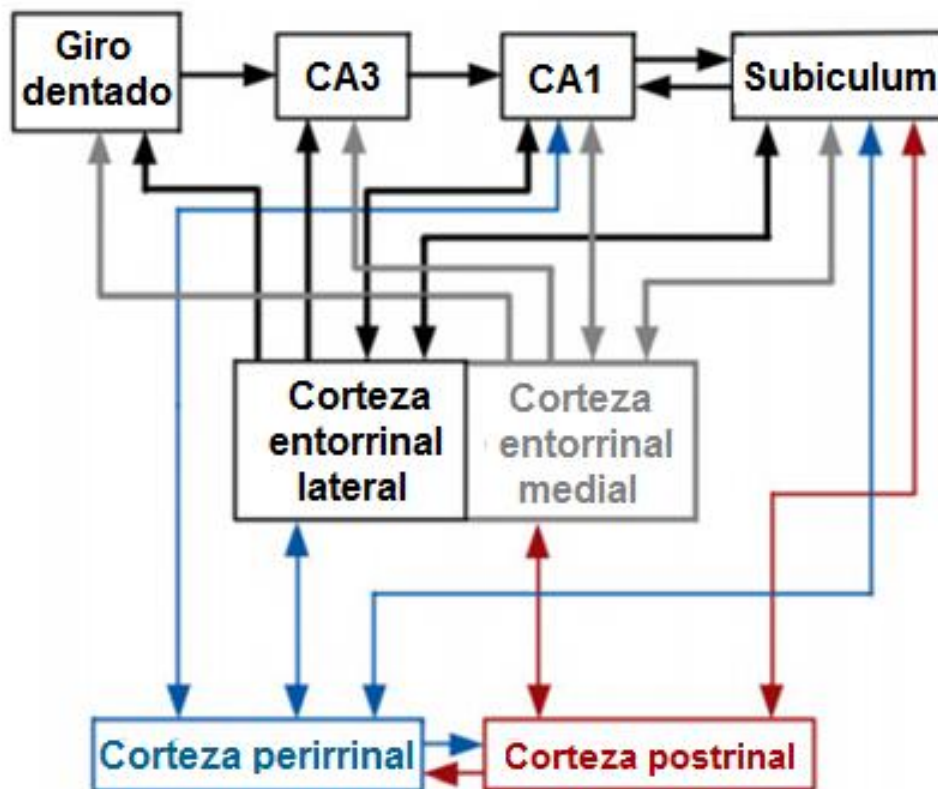 Giro
dentado
CA3
CA1
Subiculum
Corteza
entorrinal
lateral
Corteza
entorrinal
medial
Corteza perirrinal
Corteza postrinal